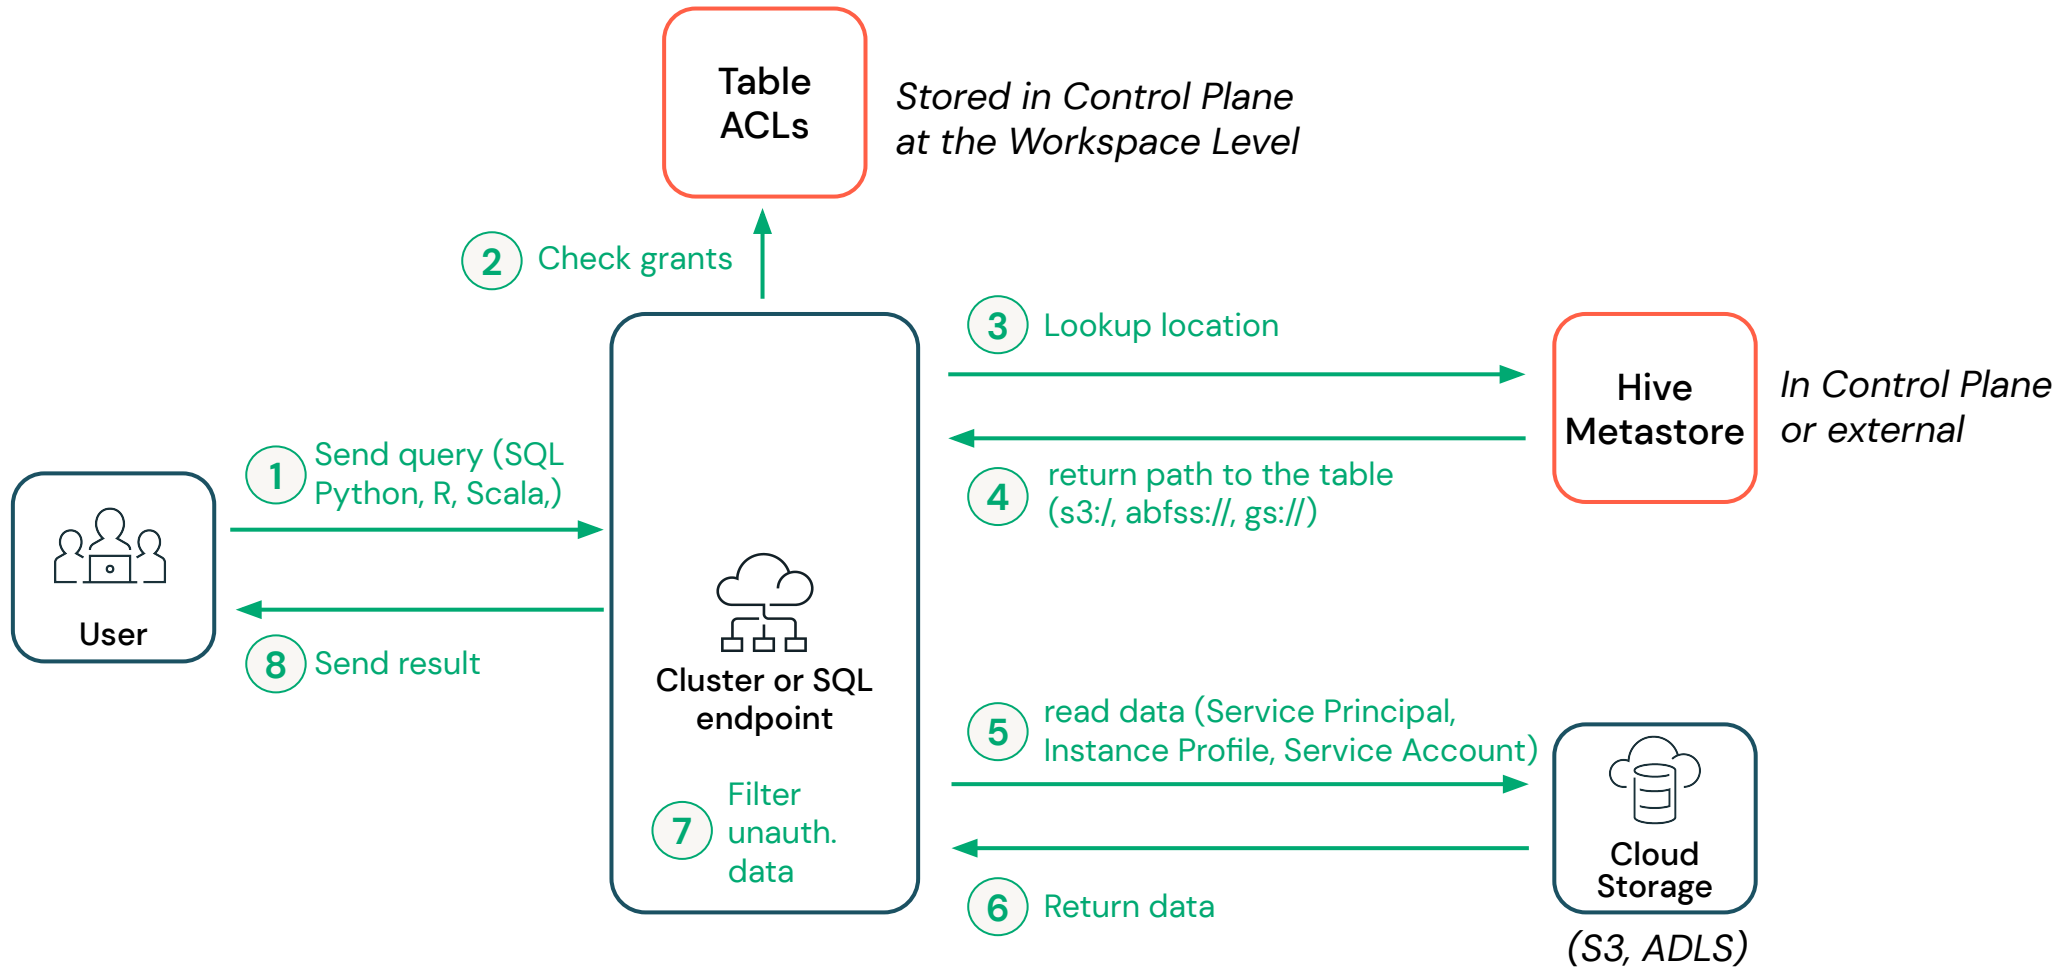 Table
ACLs
Stored in Control Plane
at the Workspace Level
2
Check grants
3
Lookup location
Hive
Metastore
In Control Plane
or external
1
Send query (SQL
Python, R, Scala,)
4
return path to the table
(s3:/, abfss://, gs://)
User
8
Send result
Cluster or SQL
endpoint
5
read data (Service Principal,
Instance Profile, Service Account)
7
Filter
unauth.
data
Cloud
Storage
6
Return data
(S3, ADLS)